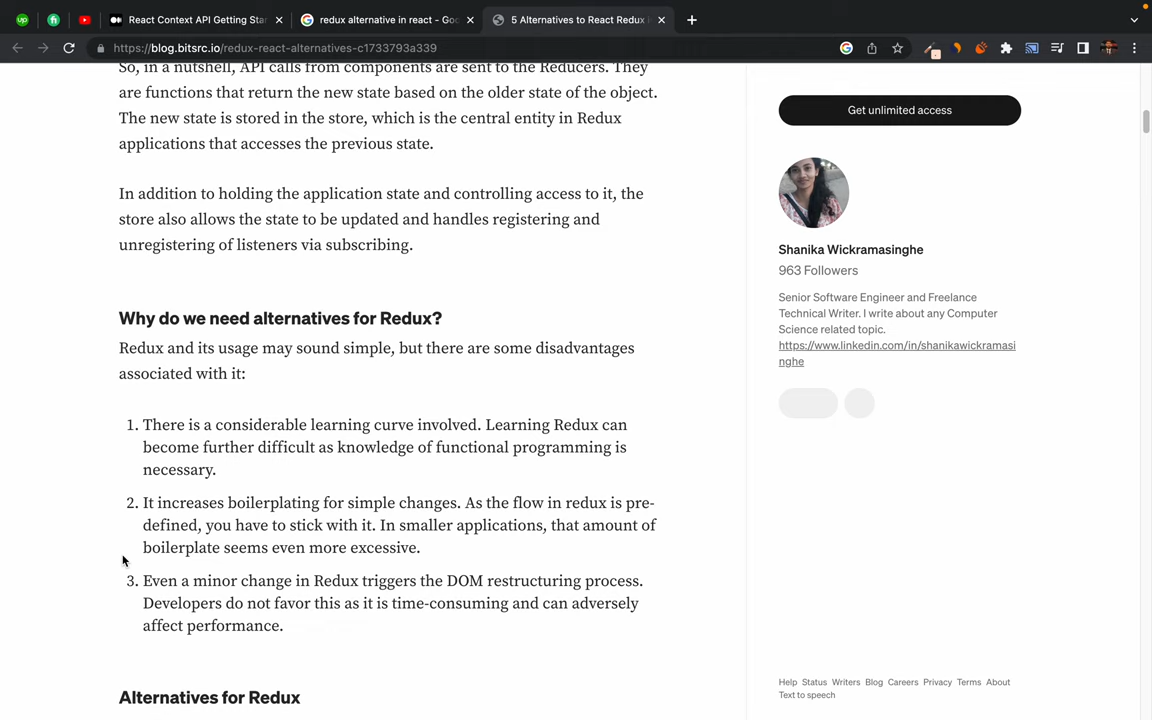 up
fi
React Context API Getting Star
redux alternative in react - Goo
5 Alternatives to React Redux i
https://blog.bitsrc.io/redux-react-alternatives-c1733793a339
So, in a nutshell, API calls from components are sent to the Reducers. They
are functions that return the new state based on the older state of the object.
The new state is stored in the store, which is the central entity in Redux
applications that accesses the previous state.
In addition to holding the application state and controlling access to it, the
store also allows the state to be updated and handles registering and
unregistering of listeners via subscribing.
Why do we need alternatives for Redux?
Redux and its usage may sound simple, but there are some disadvantages
associated with it:
1. There is a considerable learning curve involved. Learning Redux can
become further difficult as knowledge of functional programming is
necessary.
2. It increases boilerplating for simple changes. As the flow in redux is pre-
defined, you have to stick with it. In smaller applications, that amount of
boilerplate seems even more excessive.
3. Even a minor change in Redux triggers the DOM restructuring process.
Developers do not favor this as it is time-consuming and can adversely
affect performance.
Alternatives for Redux
Get unlimited access
Shanika Wickramasinghe
963 Followers
Senior Software Engineer and Freelance
Technical Writer. I write about any Computer
Science related topic.
https://www.linkedin.com/in/shanikawickramasi
nghe
Help Status Writers Blog Careers Privacy Terms About
Text to speech